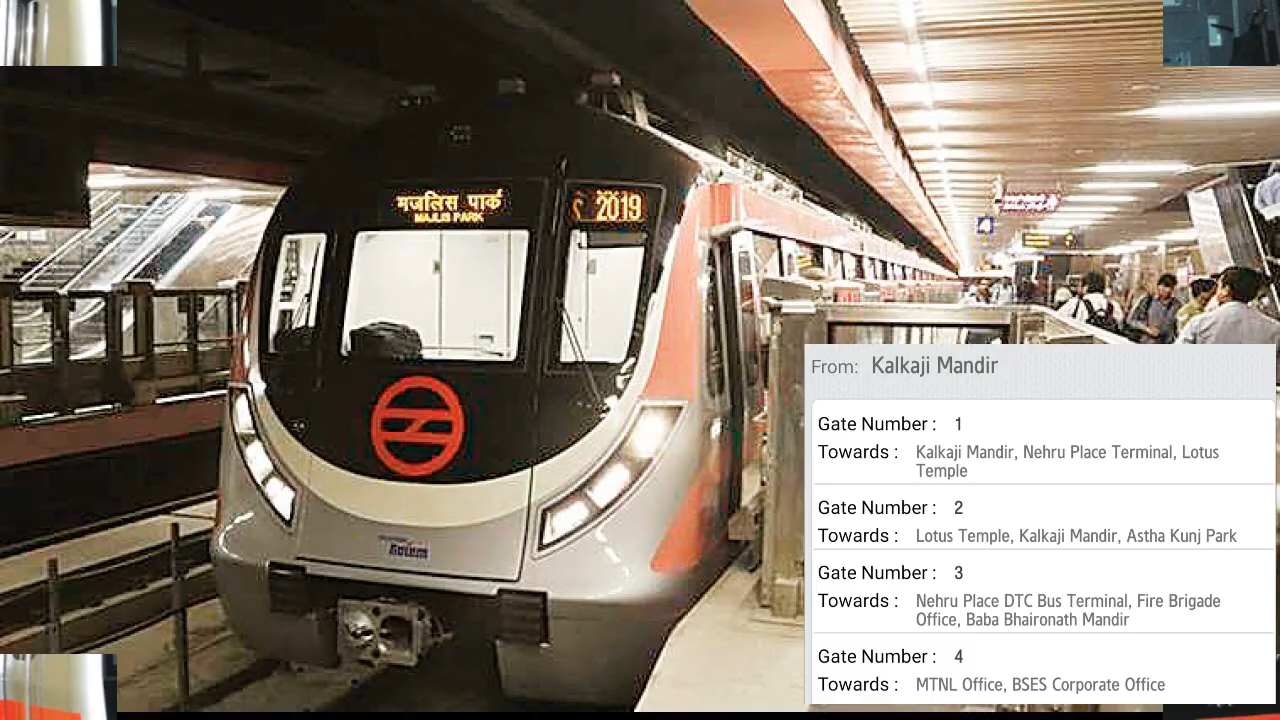 मजलिस पार्क
MAJLIS PARK
2019
4
From: Kalkaji Mandir
Gate Number : 1
Towards : Kalkaji Mandir, Nehru Place Terminal, Lotus
Temple
Gate Number : 2
Towards : Lotus Temple, Kalkaji Mandir, Astha Kunj Park
Gate Number : 3
Towards : Nehru Place DTC Bus Terminal, Fire Brigade
Office, Baba Bhaironath Mandir
Gate Number : 4
Towards : MTNL Office, BSES Corporate Office